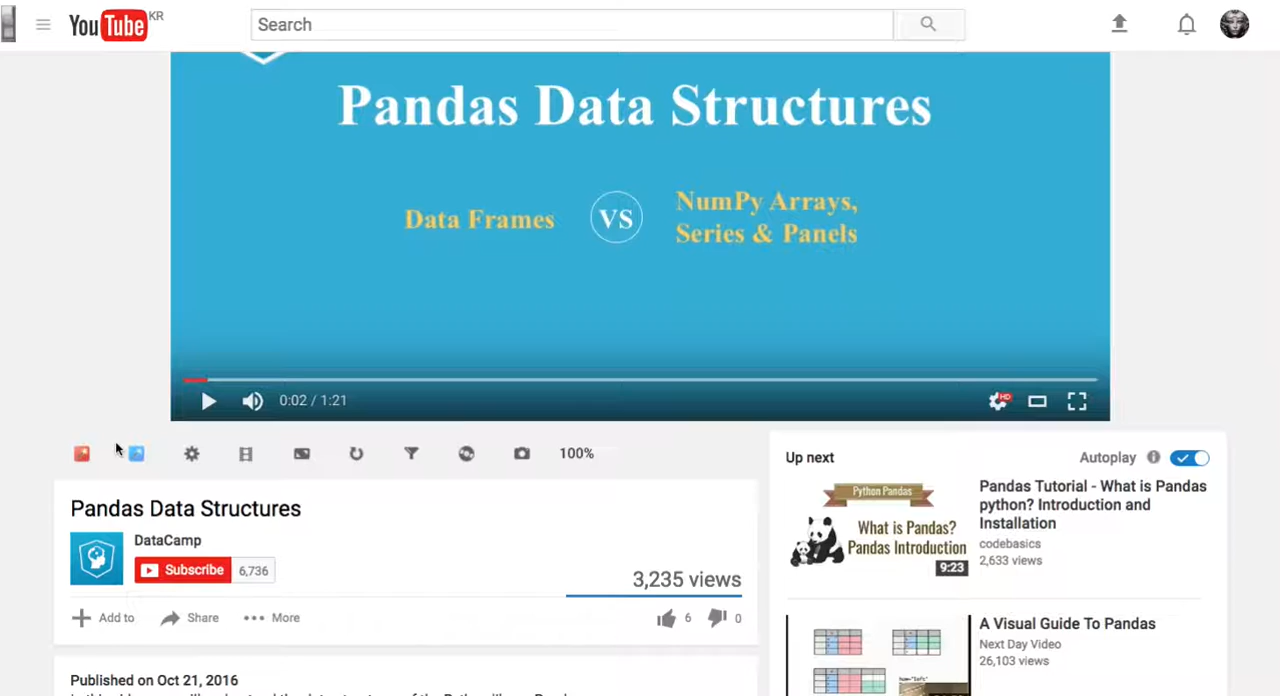 YouTube KR
Search
Pandas Data Structures
Data Frames
VS
NumPy Arrays,
Series & Panels
0:02 / 1:21
HD
100%
Pandas Data Structures
DataCamp
Subscribe 6,736
3,235 views
Add to Share More
6 0
Published on Oct 21, 2016
Up next
Autoplay
Python Pandas
What is Pandas?
Pandas Introduction
9:23
Pandas Tutorial - What is Pandas
python? Introduction and
Installation
codebasics
2,633 views
A Visual Guide To Pandas
Next Day Video
26,103 views